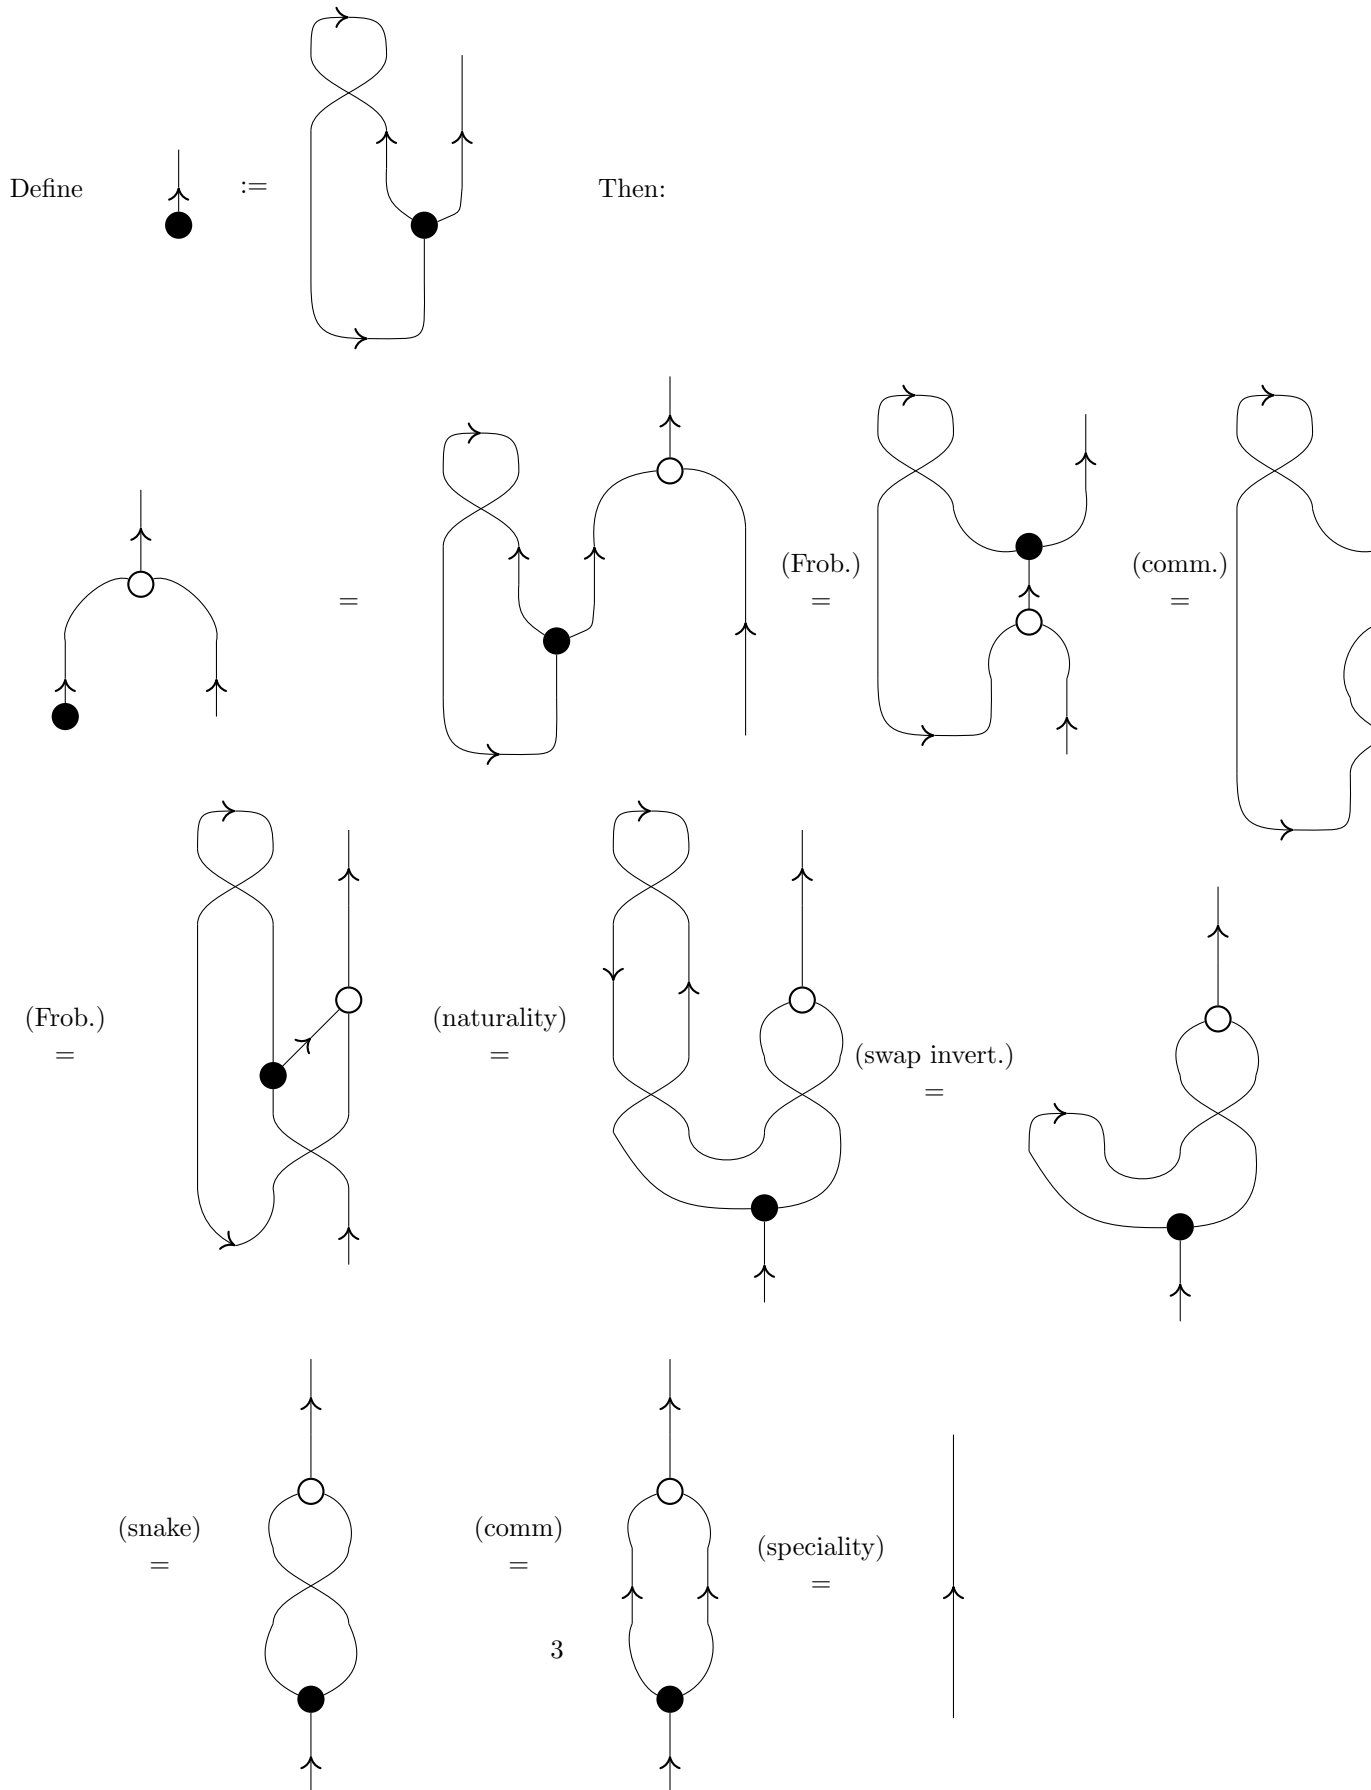 Define := Then:
= (Frob.) = (comm.) =
(Frob.) = (naturality) = (swap invert.) =
(snake) = (comm) = (speciality) =
3